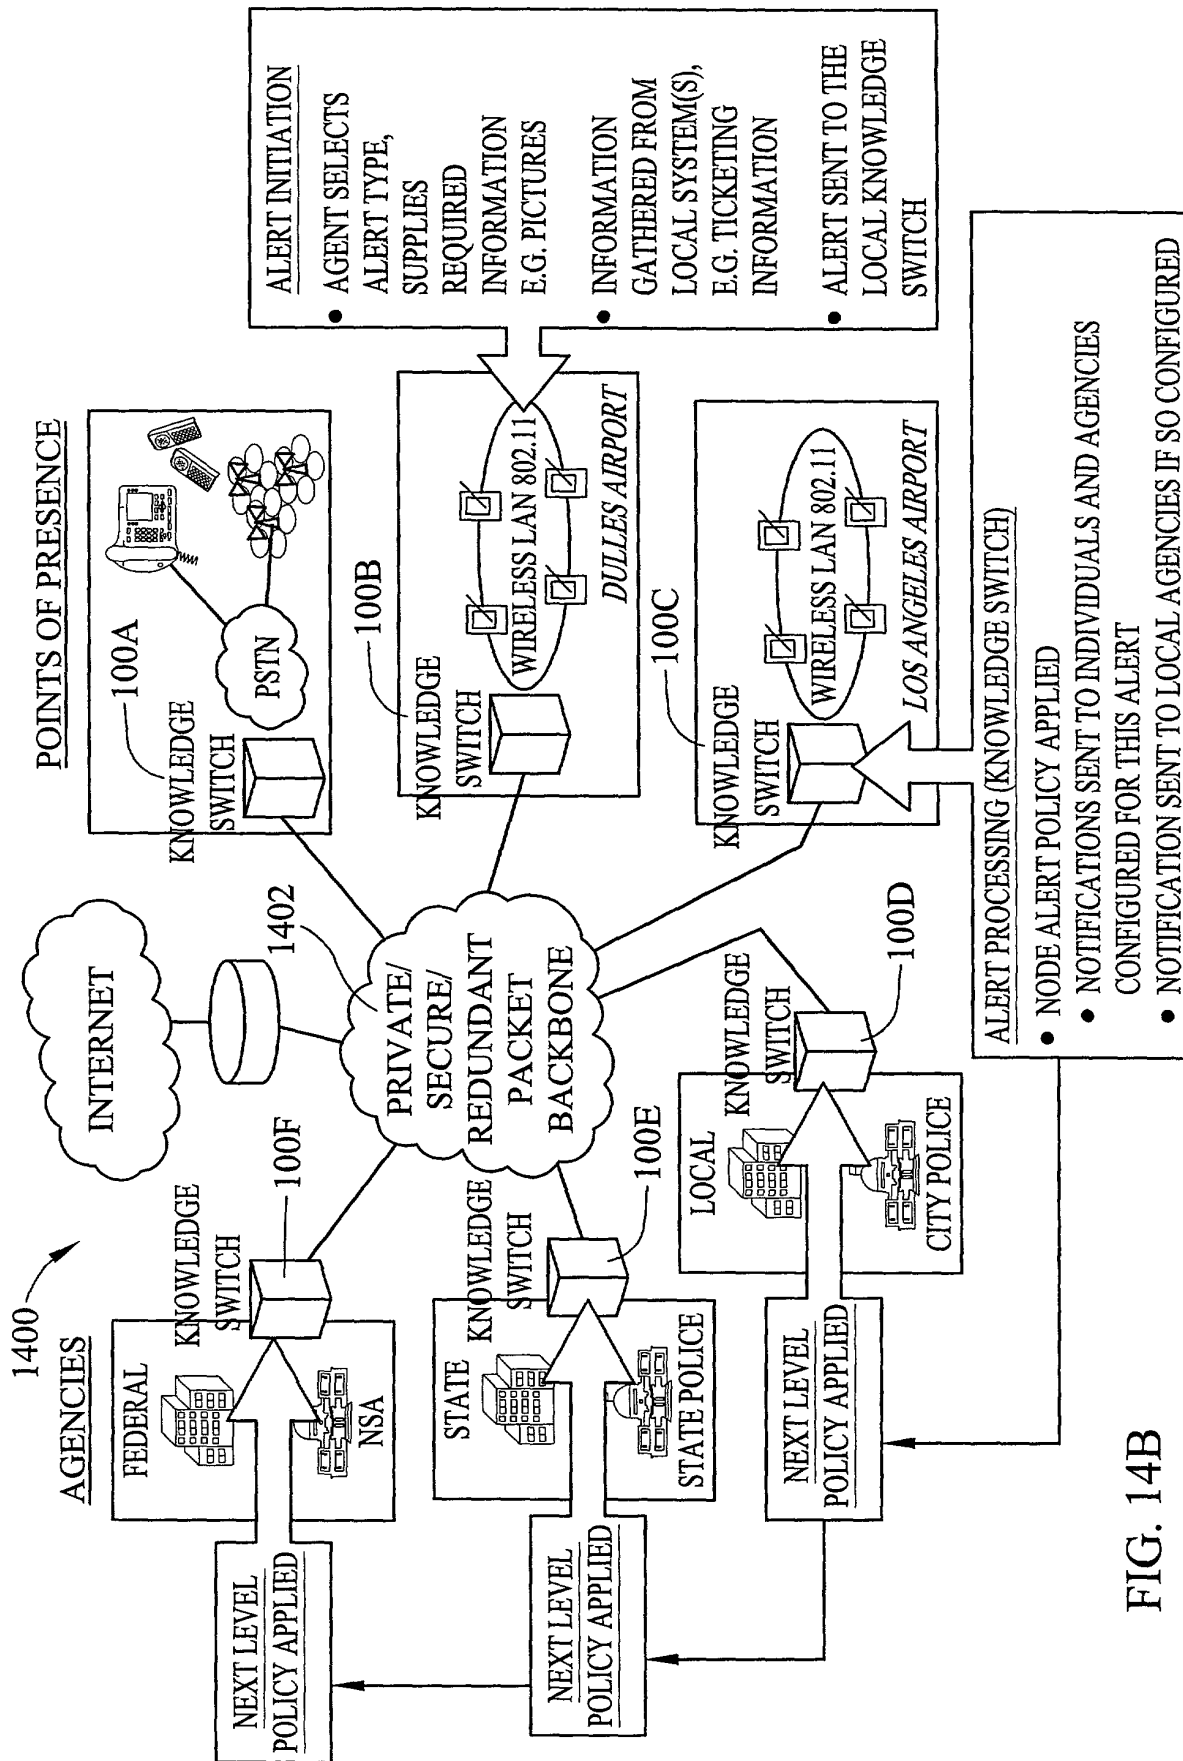 1400
AGENCIES
FEDERAL
NSA
KNOWLEDGE
SWITCH
100F
NEXT LEVEL
POLICY APPLIED
STATE
STATE POLICE
KNOWLEDGE
SWITCH
100E
NEXT LEVEL
POLICY APPLIED
LOCAL
CITY POLICE
KNOWLEDGE
SWITCH
100D
NEXT LEVEL
POLICY APPLIED
INTERNET
PRIVATE/
SECURE/
REDUNDANT
PACKET
BACKBONE
1402
POINTS OF PRESENCE
100A
KNOWLEDGE
SWITCH
PSTN
100B
KNOWLEDGE
SWITCH
WIRELESS LAN 802.11
DULLES AIRPORT
100C
KNOWLEDGE
SWITCH
WIRELESS LAN 802.11
LOS ANGELES AIRPORT
ALERT INITIATION
• AGENT SELECTS
ALERT TYPE,
SUPPLIES
REQUIRED
INFORMATION
E.G. PICTURES
• INFORMATION
GATHERED FROM
LOCAL SYSTEM(S),
E.G. TICKETING
INFORMATION
• ALERT SENT TO THE
LOCAL KNOWLEDGE
SWITCH
ALERT PROCESSING (KNOWLEDGE SWITCH)
• NODE ALERT POLICY APPLIED
• NOTIFICATIONS SENT TO INDIVIDUALS AND AGENCIES
CONFIGURED FOR THIS ALERT
• NOTIFICATION SENT TO LOCAL AGENCIES IF SO CONFIGURED
FIG. 14B